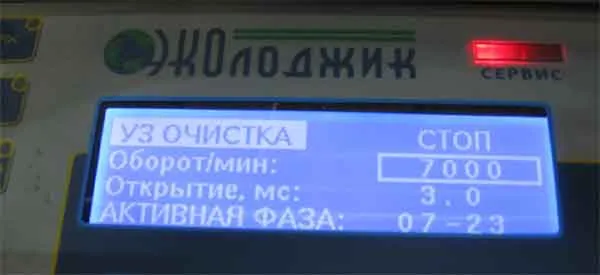 ЭКОлоджик
СЕРВИС
УЗ ОЧИСТКА СТОП
Оборот/мин: 7000
Открытие, мс: 3.0
АКТИВНАЯ ФАЗА: 07-23